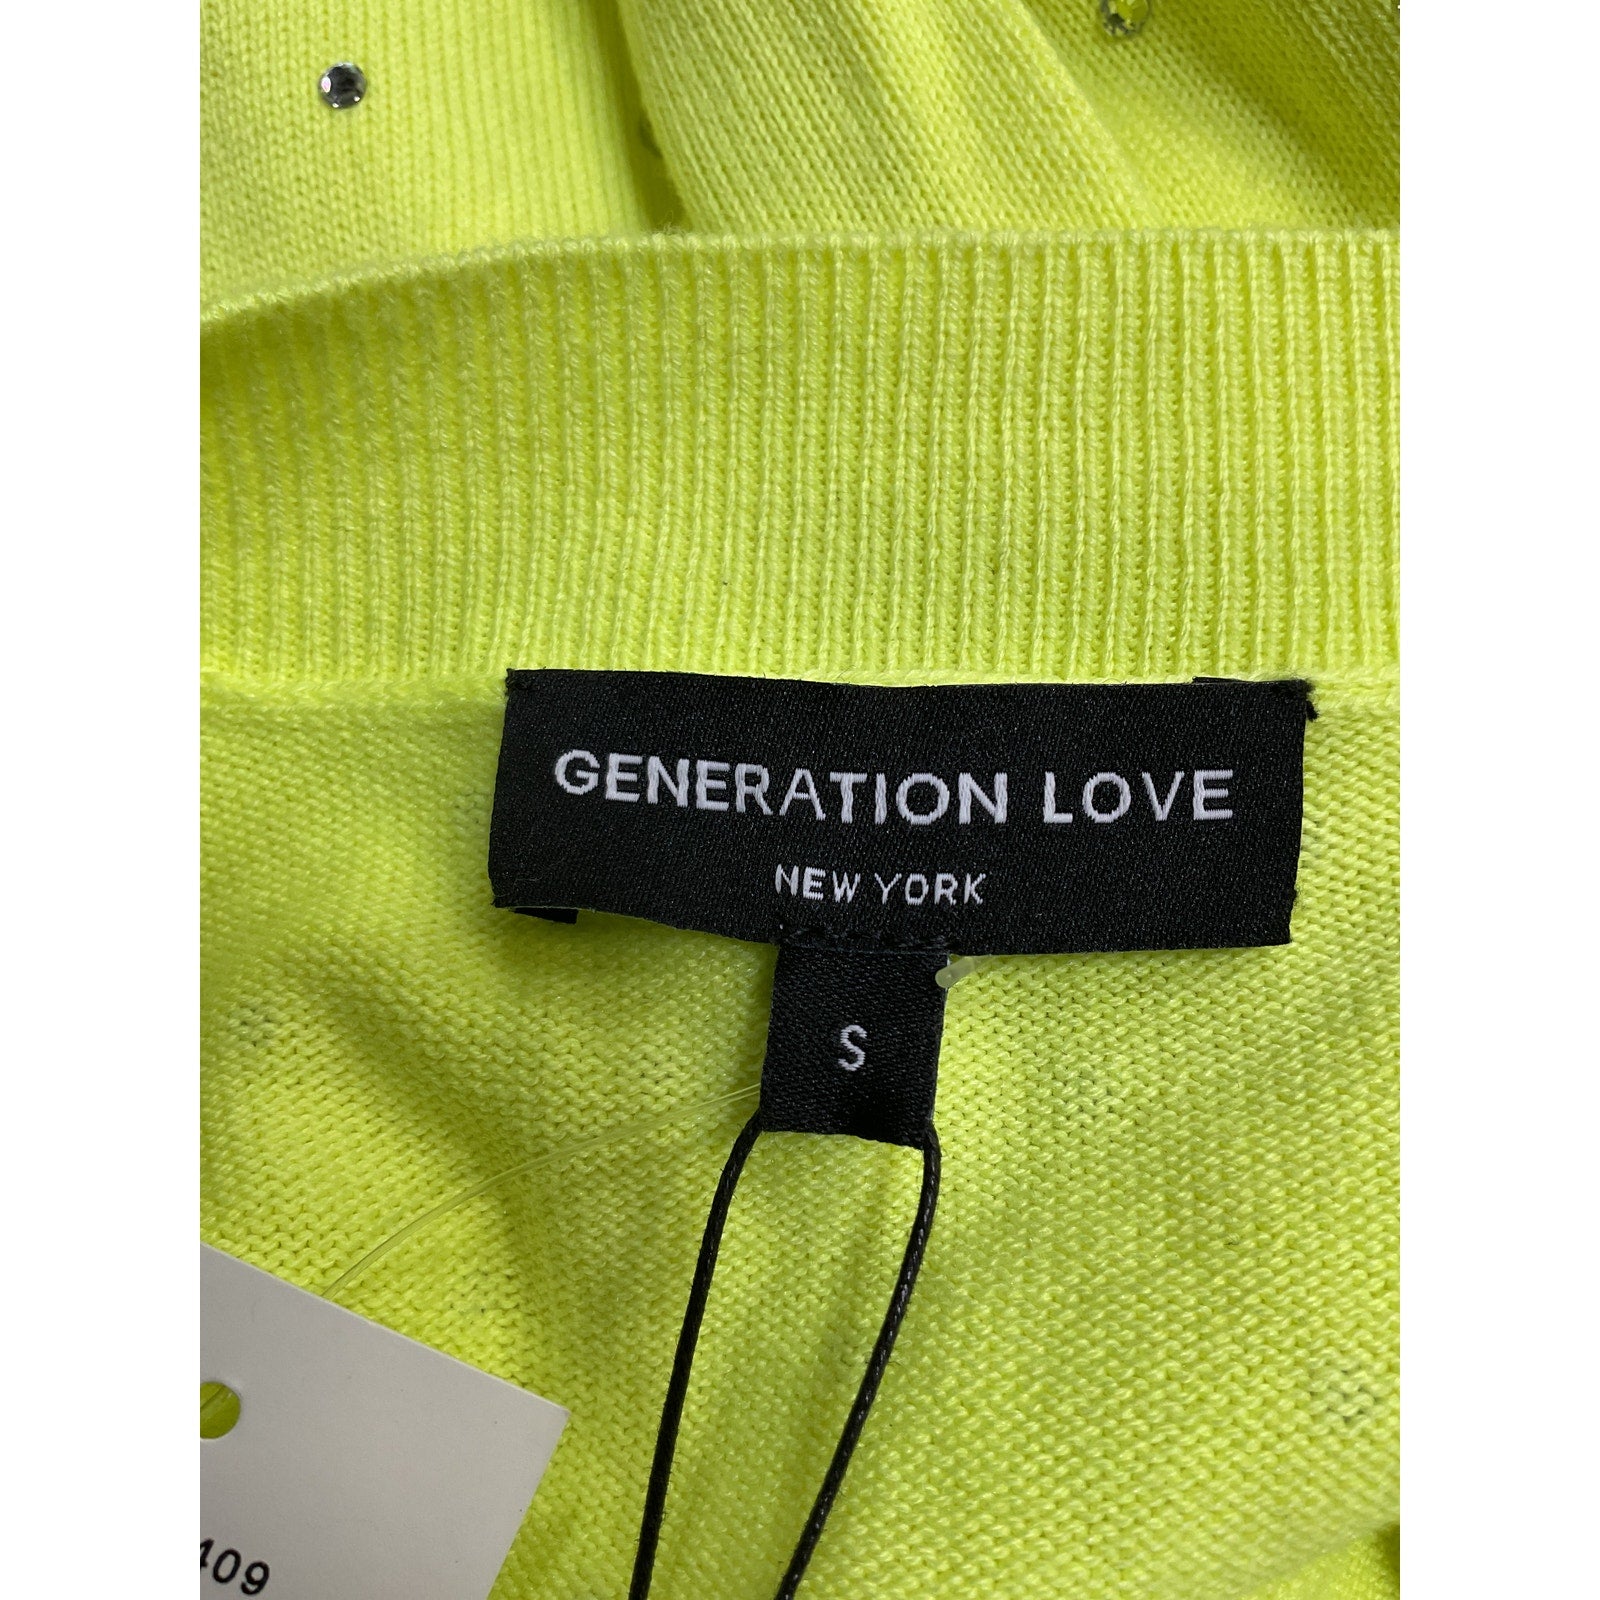 GENERATION LOVE
NEW YORK
S
409